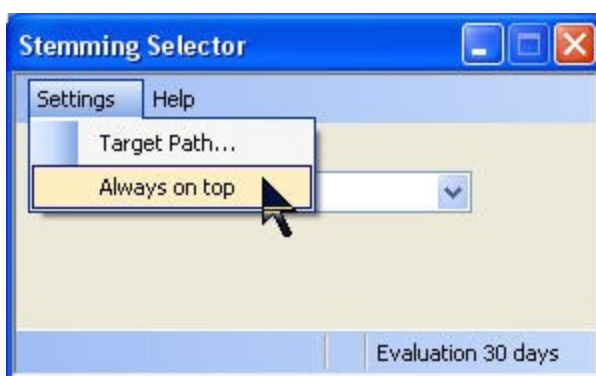 Stemming Selector
Settings Help
Target Path...
Always on top
Evaluation 30 days